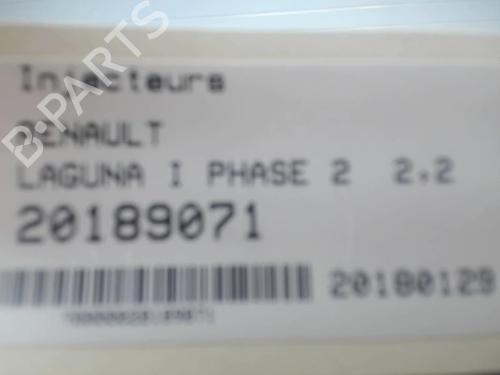 B-PARTS
Injecteurs
RENAULT
LAGUNA I PHASE 2 2.2
20189071
20180129